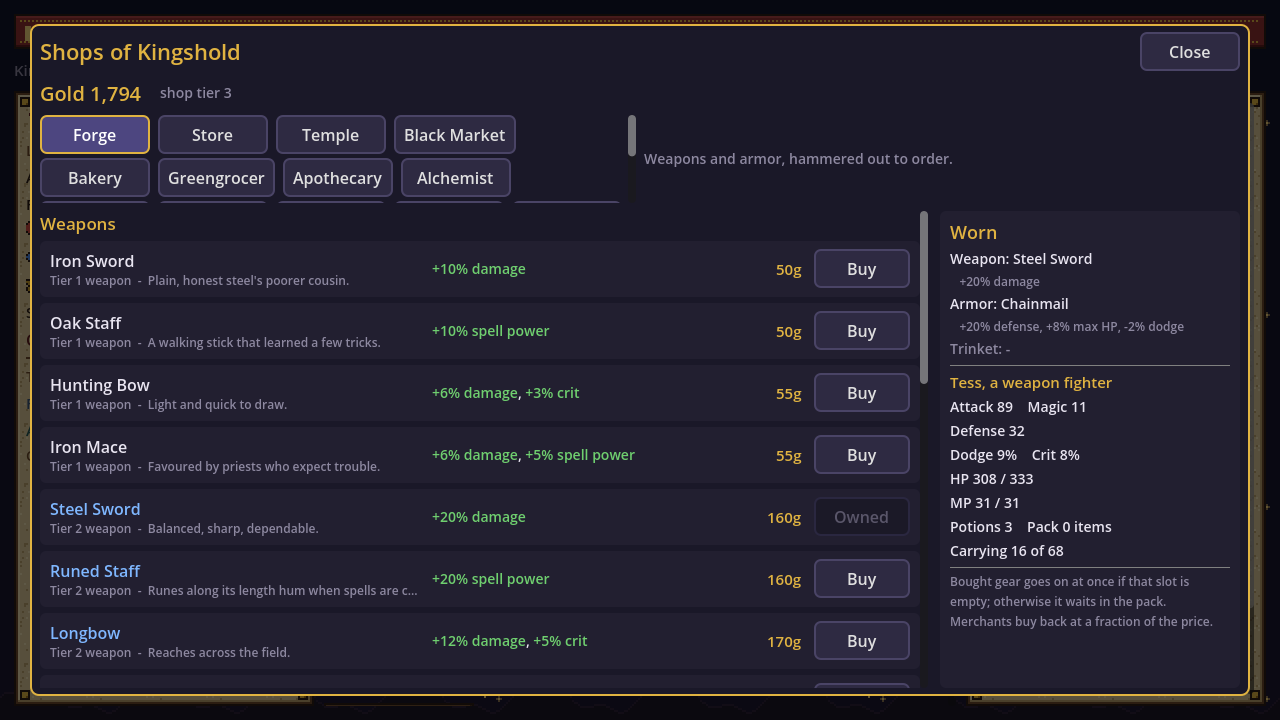 Shops of Kingshold
Close
Gold 1,794 shop tier 3
Forge Store Temple Black Market
Bakery Greengrocer Apothecary Alchemist
Weapons and armor, hammered out to order.
Weapons
Iron Sword
Tier 1 weapon - Plain, honest steel's poorer cousin.
+10% damage
50g
Buy
Oak Staff
Tier 1 weapon - A walking stick that learned a few tricks.
+10% spell power
50g
Buy
Hunting Bow
Tier 1 weapon - Light and quick to draw.
+6% damage, +3% crit
55g
Buy
Iron Mace
Tier 1 weapon - Favoured by priests who expect trouble.
+6% damage, +5% spell power
55g
Buy
Steel Sword
Tier 2 weapon - Balanced, sharp, dependable.
+20% damage
160g
Owned
Runed Staff
Tier 2 weapon - Runes along its length hum when spells are c...
+20% spell power
160g
Buy
Longbow
Tier 2 weapon - Reaches across the field.
+12% damage, +5% crit
170g
Buy
Worn
Weapon: Steel Sword
+20% damage
Armor: Chainmail
+20% defense, +8% max HP, -2% dodge
Trinket: -
Tess, a weapon fighter
Attack 89 Magic 11
Defense 32
Dodge 9% Crit 8%
HP 308 / 333
MP 31 / 31
Potions 3 Pack 0 items
Carrying 16 of 68
Bought gear goes on at once if that slot is
empty; otherwise it waits in the pack.
Merchants buy back at a fraction of the price.